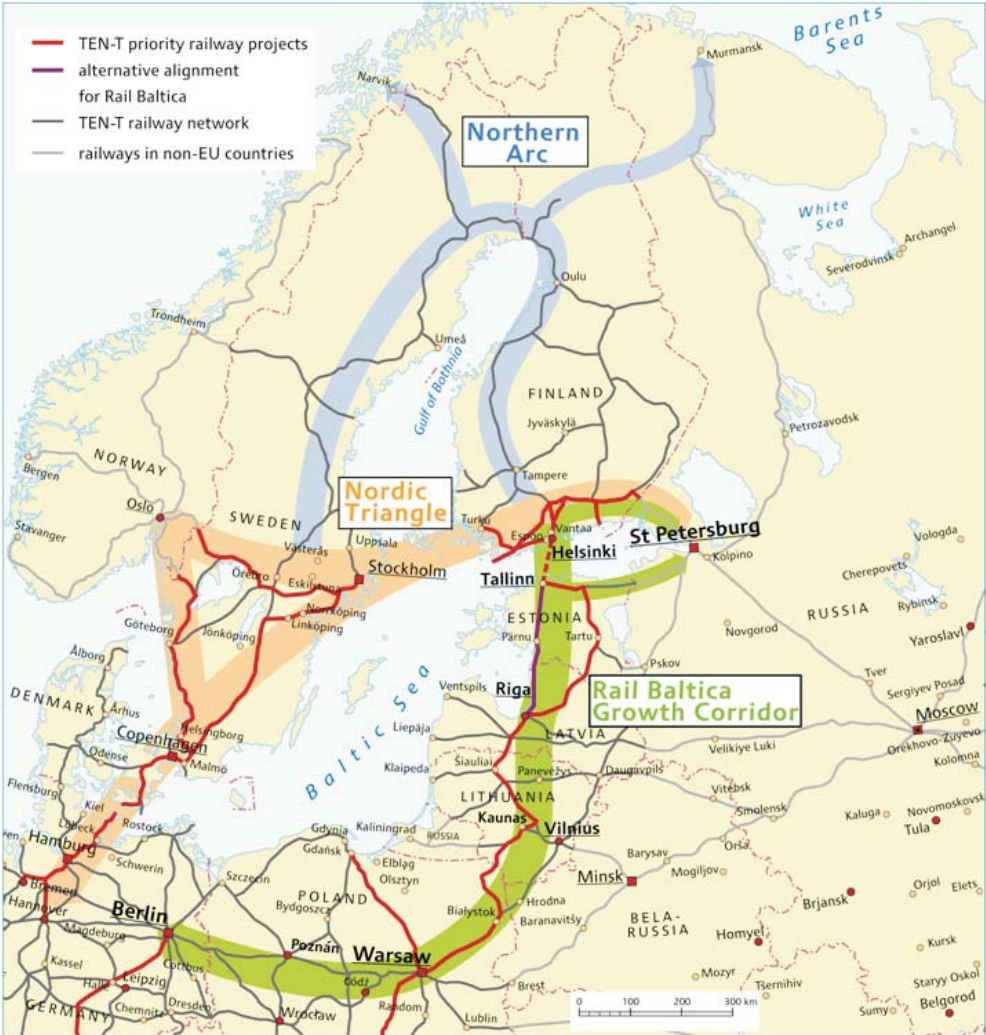 TEN-T priority railway projects
alternative alignment
for Rail Baltica
TEN-T railway network
railways in non-EU countries
Barents
Sea
Murmansk
Narvik
Northern
Arc
White
Sea
Archangel
Severodvinsk
Oulu
Trondheim
Umeå
Gulf of Bothnia
FINLAND
Jyväskylä
Petrozavodsk
NORWAY
Bergen
Tampere
Oslo
Nordic
Triangle
SWEDEN
Turku
Espoo
Vantaa
St Petersburg
Stavanger
Västerås
Uppsala
Helsinki
Kolpino
Vologda
Örebro
Eskilstuna
Stockholm
Tallinn
Cherepovets
Norrköping
Linköping
ESTONIA
RUSSIA
Rybinsk
Göteborg
Jönköping
Pärnu
Tartu
Novgorod
Yaroslavl
Ålborg
Pskov
Tver
Sergiyev Posad
DENMARK
Århus
Baltic Sea
Ventspils
Riga
Rail Baltica
Growth Corridor
Moscow
Helsingborg
Copenhagen
Liepāja
LATVIA
Velikiye Luki
Orekhovo-Zuyevo
Odense
Malmö
Kolomna
Klaipeda
Šiauliai
Panevėžys
Daugavpils
Flensburg
Vitebsk
Kiel
LITHUANIA
Smolensk
Kaluga
Novomoskovsk
Lübeck
Rostock
Kaunas
Vilnius
Tula
Gdynia
Kaliningrad
RUSSIA
Hamburg
Gdańsk
Orša
Schwerin
Elbląg
Barysav
Bremen
Szczecin
Olsztyn
Minsk
Mogiljov
Orjol
Elets
Hannover
POLAND
Hrodna
Brjansk
Berlin
Bydgoszcz
Białystok
Baranavitšy
BELA-
RUSSIA
Magdeburg
Homyel
Kursk
Poznán
Warsaw
Kassel
Cottbus
Mozyr
Staryy Oskol
Halle
Leipzig
Łódź
Brest
Tsernihiv
GERMANY
Chemnitz
Dresden
Wrocław
Random
Lublin
0 100 200 300 km
Sumy
Belgorod